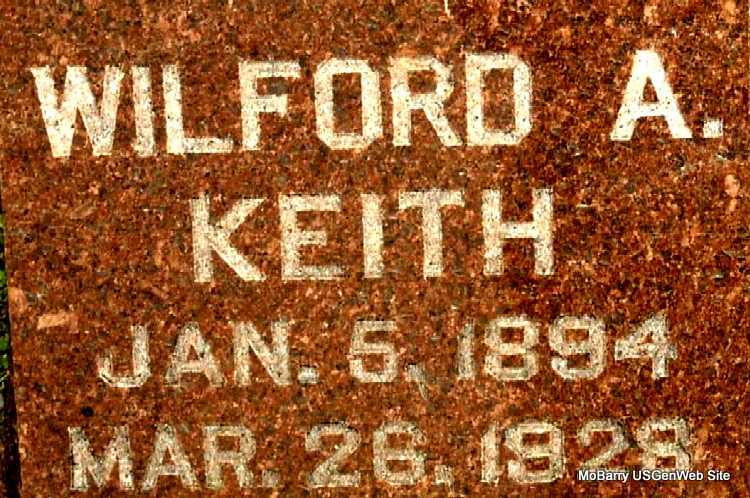 WILFORD A.
KEITH
JAN. 5, 1894
MAR. 26, 1928
MoBarry USGenWeb Site